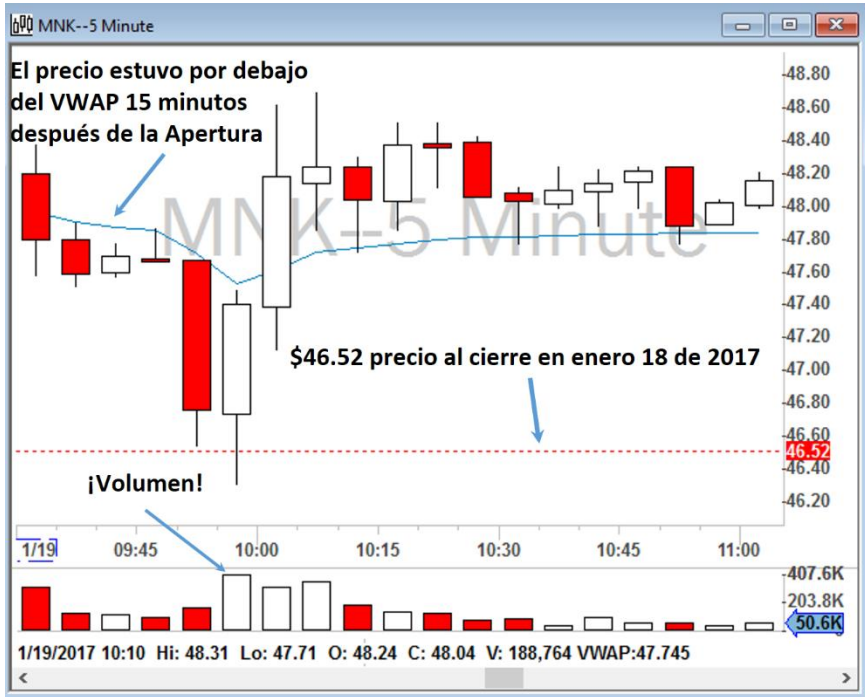 MNK--5 Minute
El precio estuvo por debajo
del VWAP 15 minutos
después de la Apertura
MNK--5 Minute
48.80
48.60
48.40
48.20
48.00
47.80
47.60
47.40
47.20
47.00
46.80
46.60
46.52
46.40
46.20
$46.52 precio al cierre en enero 18 de 2017
¡Volumen!
1/19 09:45 10:00 10:15 10:30 10:45 11:00
407.6K
203.8K
50.6K
1/19/2017 10:10 Hi: 48.31 Lo: 47.71 O: 48.24 C: 48.04 V: 188,764 VWAP:47.745